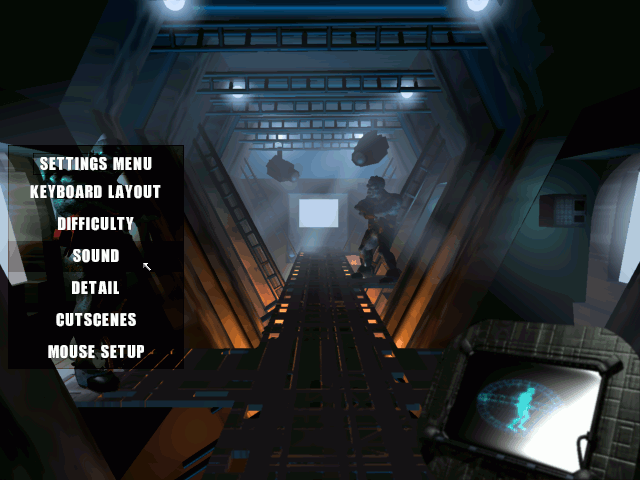 SETTINGS MENU
KEYBOARD LAYOUT
DIFFICULTY
SOUND
DETAIL
CUTSCENES
MOUSE SETUP